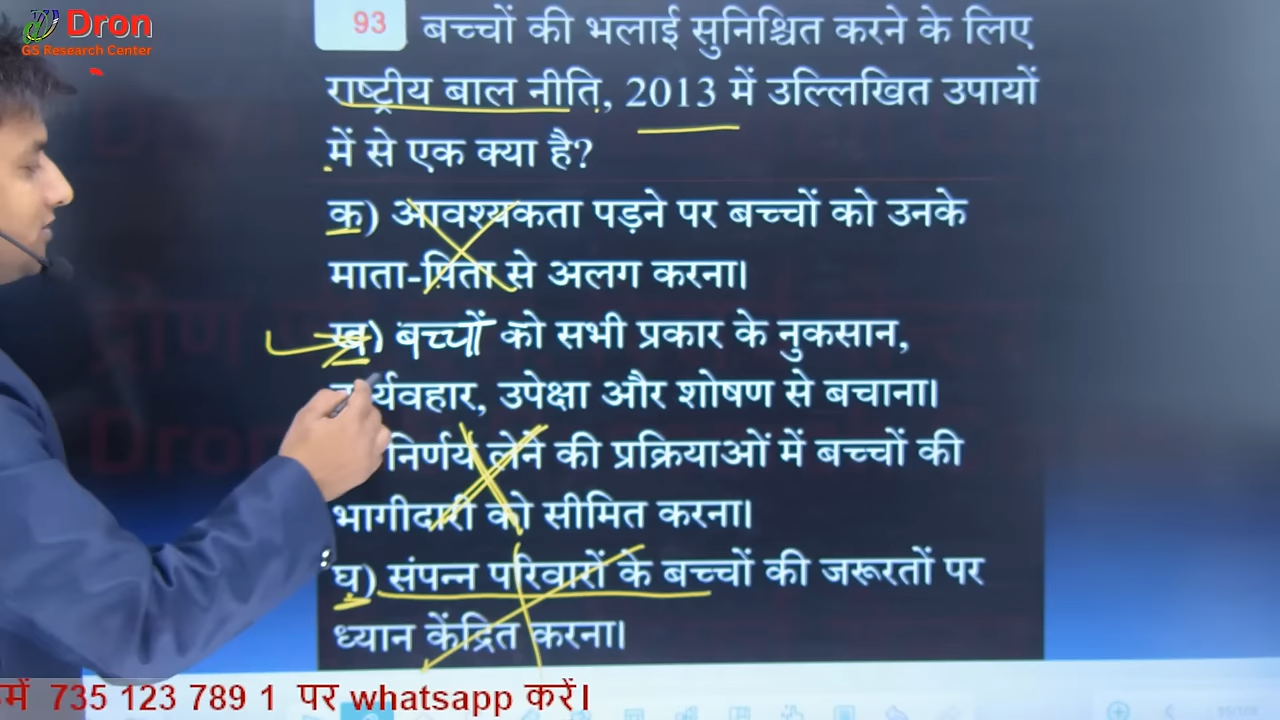 Dron
GS Research Center
93 बच्चों की भलाई सुनिश्चित करने के लिए
राष्ट्रीय बाल नीति, 2013 में उल्लिखित उपायों
में से एक क्या है?
क) आवश्यकता पड़ने पर बच्चों को उनके
माता-पिता से अलग करना।
ख) बच्चों को सभी प्रकार के नुकसान,
उपेक्षा और शोषण से बचाना।
निर्णय लेने की प्रक्रियाओं में बच्चों की
भागीदारी को सीमित करना।
घ) संपन्न परिवारों के बच्चों की जरूरतों पर
ध्यान केंद्रित करना।
735 123 789 1 पर whatsapp करें।